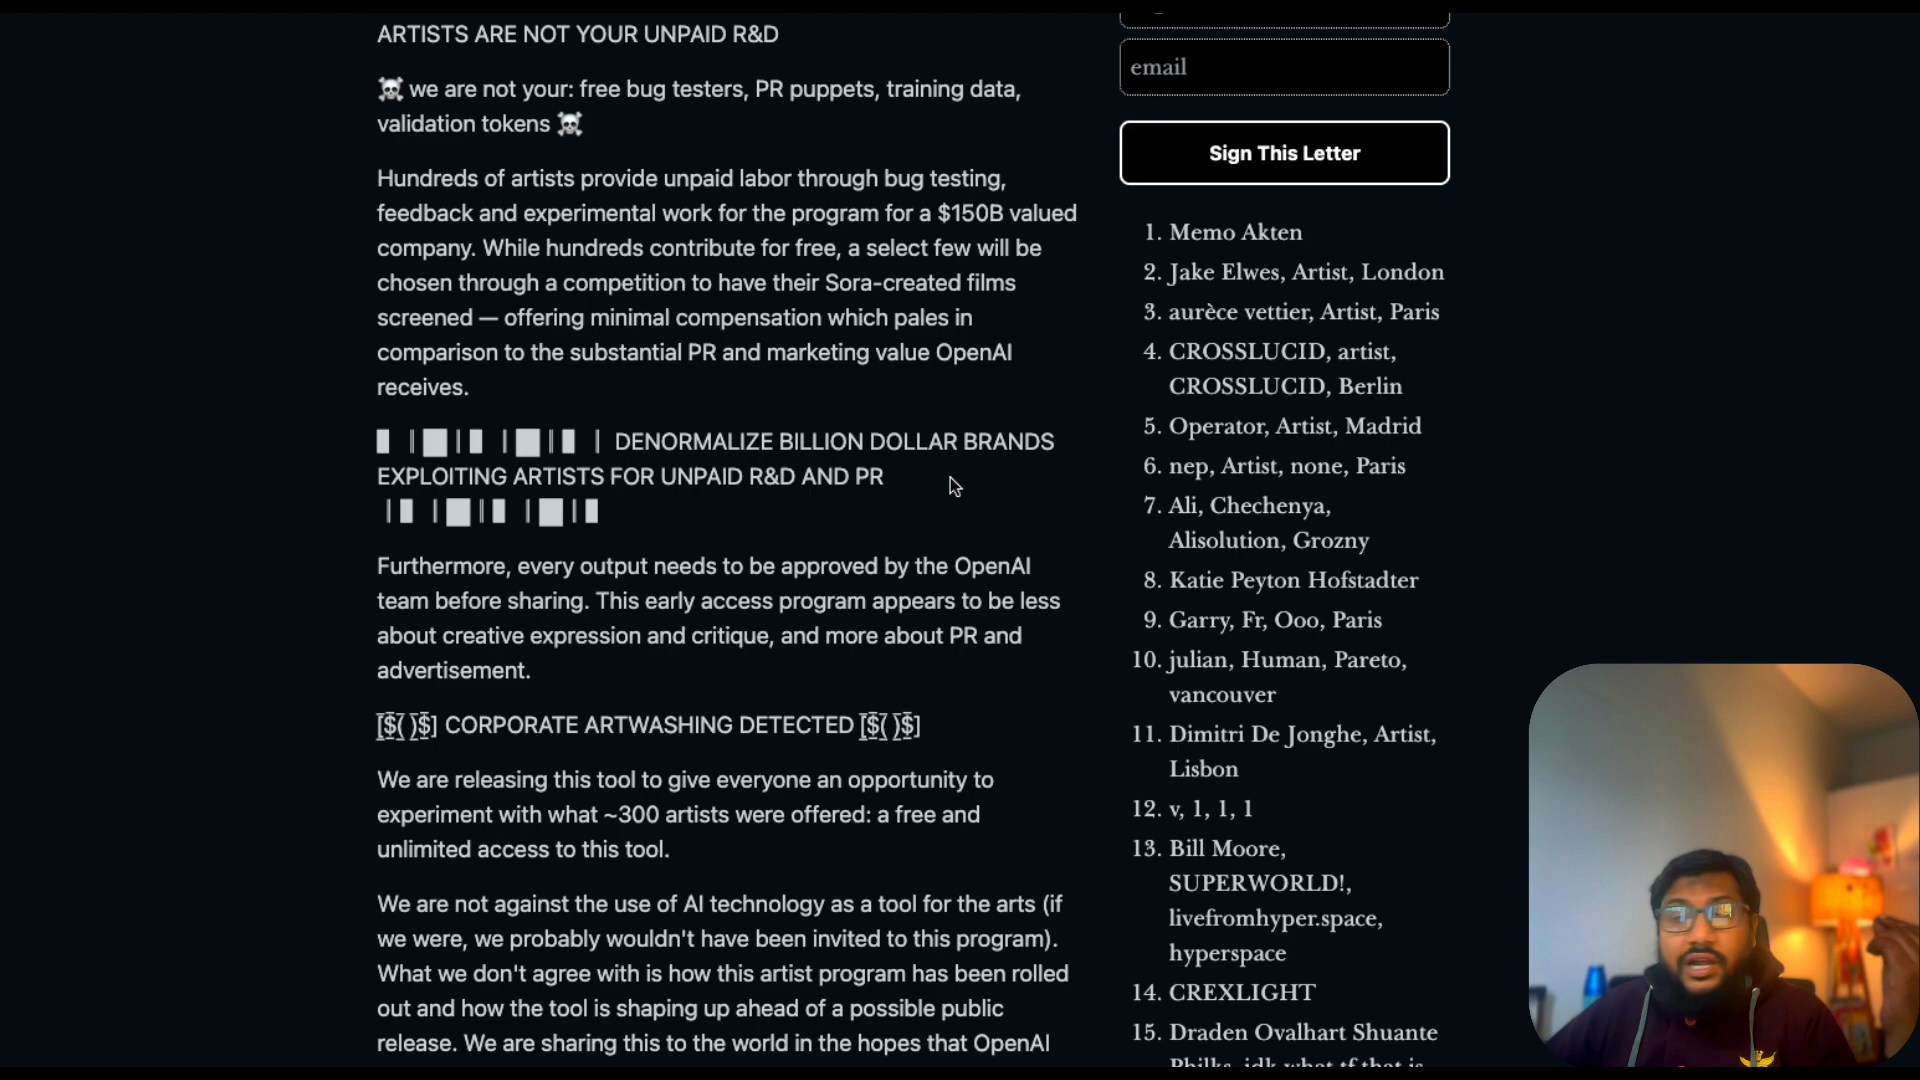 ARTISTS ARE NOT YOUR UNPAID R&D
☠️ we are not your: free bug testers, PR puppets, training data,
validation tokens ☠️
Hundreds of artists provide unpaid labor through bug testing,
feedback and experimental work for the program for a $150B valued
company. While hundreds contribute for free, a select few will be
chosen through a competition to have their Sora-created films
screened — offering minimal compensation which pales in
comparison to the substantial PR and marketing value OpenAI
receives.
DENORMALIZE BILLION DOLLAR BRANDS
EXPLOITING ARTISTS FOR UNPAID R&D AND PR
Furthermore, every output needs to be approved by the OpenAI
team before sharing. This early access program appears to be less
about creative expression and critique, and more about PR and
advertisement.
[̲̅$̲̅(̲̅ )̲̅$̲̅] CORPORATE ARTWASHING DETECTED [̲̅$̲̅(̲̅ )̲̅$̲̅]
We are releasing this tool to give everyone an opportunity to
experiment with what ~300 artists were offered: a free and
unlimited access to this tool.
We are not against the use of AI technology as a tool for the arts (if
we were, we probably wouldn't have been invited to this program).
What we don't agree with is how this artist program has been rolled
out and how the tool is shaping up ahead of a possible public
release. We are sharing this to the world in the hopes that OpenAI
email
Sign This Letter
1. Memo Akten
2. Jake Elwes, Artist, London
3. aurèce vettier, Artist, Paris
4. CROSSLUCID, artist,
CROSSLUCID, Berlin
5. Operator, Artist, Madrid
6. nep, Artist, none, Paris
7. Ali, Chechenya,
Alisolution, Grozny
8. Katie Peyton Hofstadter
9. Garry, Fr, Ooo, Paris
10. julian, Human, Pareto,
vancouver
11. Dimitri De Jonghe, Artist,
Lisbon
12. v, 1, 1, 1
13. Bill Moore,
SUPERWORLD!,
livefromhyper.space,
hyperspace
14. CREXLIGHT
15. Draden Ovalhart Shuante
Philks, idk what tf that is